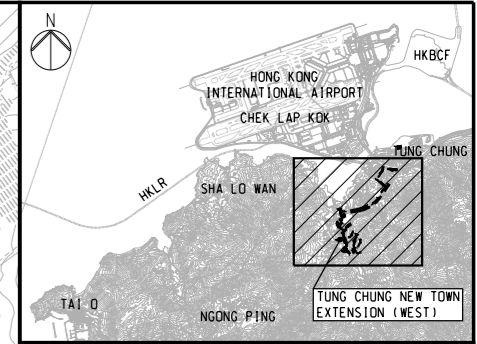 N
HKBCF
HONG KONG
INTERNATIONAL AIRPORT
CHEK LAP KOK
TUNG CHUNG
SHA LO WAN
HKLR
TAI O
NGONG PING
TUNG CHUNG NEW TOWN
EXTENSION (WEST)